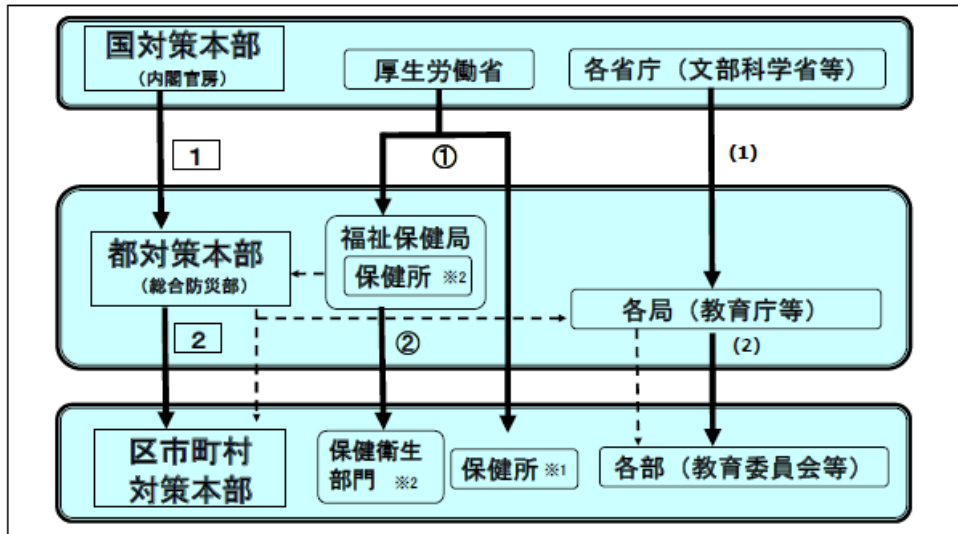 国対策本部
(内閣官房)
厚生労働省
各省庁(文部科学省等)
1
①
(1)
都対策本部
(総合防災部)
福祉保健局
保健所 ※2
各局(教育庁等)
2
②
(2)
区市町村
対策本部
保健衛生
部門 ※2
保健所 ※1
各部(教育委員会等)